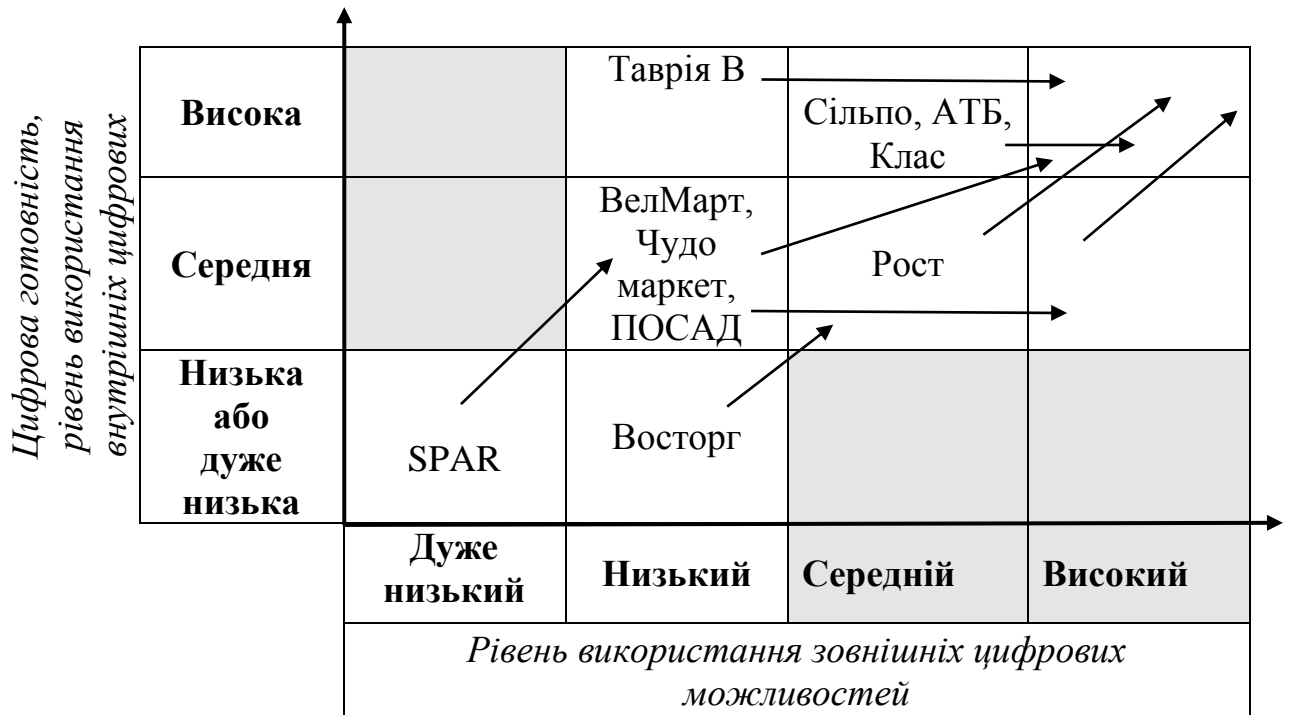 Цифрова готовність,
рівень використання
внутрішніх цифрових
Висока
Таврія В
Сільпо, АТБ,
Клас
Середня
ВелМарт,
Чудо
маркет,
ПОСАД
Рост
Низька
або
дуже
низька
SPAR
Восторг
Дуже
низький
Низький
Середній
Високий
Рівень використання зовнішніх цифрових
можливостей